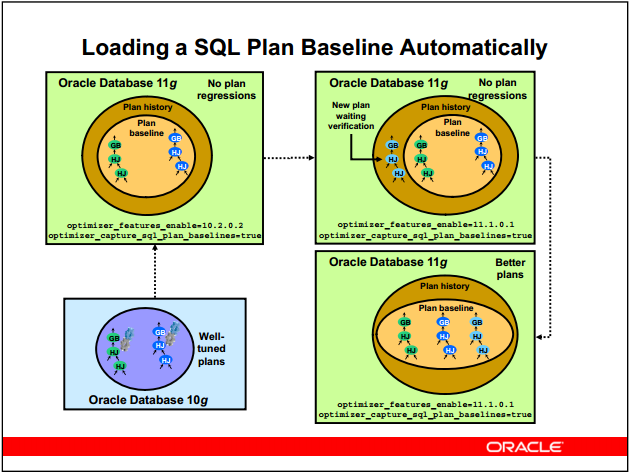 Loading a SQL Plan Baseline Automatically
Oracle Database 11g
No plan
regressions
Plan history
Plan
baseline
GB
HJ
HJ
GB
HJ
HJ
optimizer_features_enable=10.2.0.2
optimizer_capture_sql_plan_baselines=true
Oracle Database 11g
No plan
regressions
New plan
waiting
verification
Plan history
Plan
baseline
GB
HJ
HJ
GB
HJ
HJ
GB
HJ
HJ
optimizer_features_enable=11.1.0.1
optimizer_capture_sql_plan_baselines=true
Oracle Database 11g
Better
plans
Plan history
Plan baseline
GB
HJ
HJ
GB
HJ
HJ
GB
HJ
HJ
optimizer_features_enable=11.1.0.1
optimizer_capture_sql_plan_baselines=true
GB
HJ
HJ
GB
HJ
HJ
Well-
tuned
plans
Oracle Database 10g
ORACLE